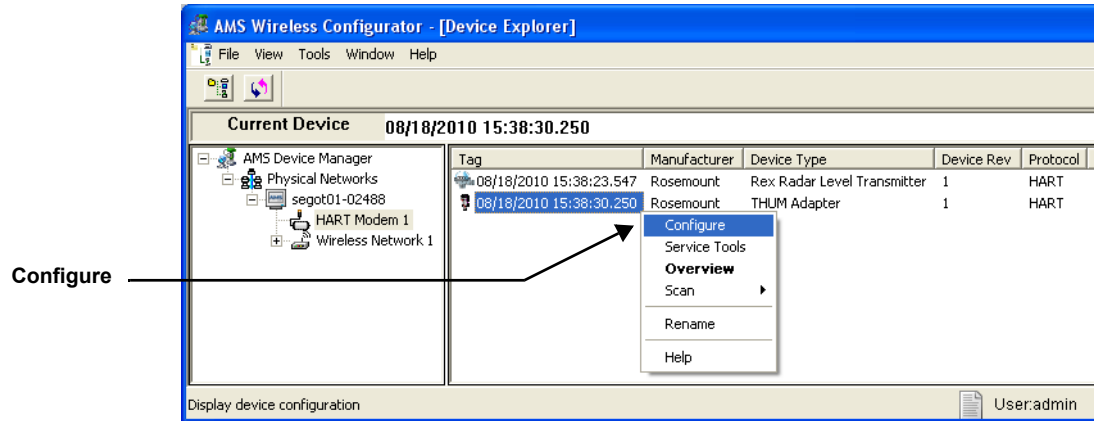 AMS Wireless Configurator - [Device Explorer]
File View Tools Window Help
Current Device 08/18/2010 15:38:30.250
AMS Device Manager
Physical Networks
segot01-02488
HART Modem 1
Wireless Network 1
Tag Manufacturer Device Type Device Rev Protocol
08/18/2010 15:38:23.547 Rosemount Rex Radar Level Transmitter 1 HART
08/18/2010 15:38:30.250 Rosemount THUM Adapter 1 HART
Configure
Service Tools
Overview
Scan
Rename
Help
Configure
Display device configuration User:admin